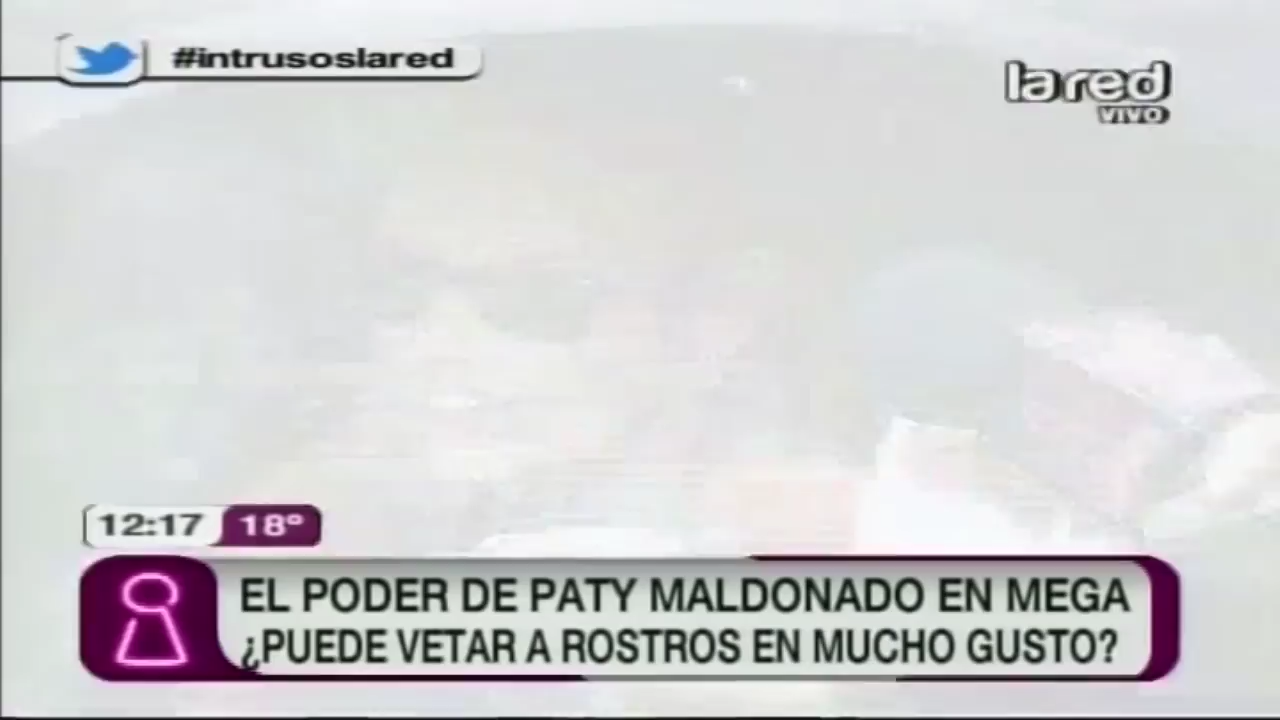 #intrusoslared
la red
VIVO
12:17 18°
EL PODER DE PATY MALDONADO EN MEGA
¿PUEDE VETAR A ROSTROS EN MUCHO GUSTO?